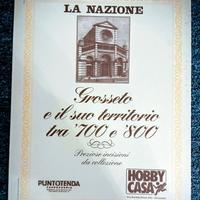 LA NAZIONE
Grosseto
e il suo territorio
tra '700 e '800
Preziose incisioni
da collezione
PUNTOTENDA
HOBBY
CASA